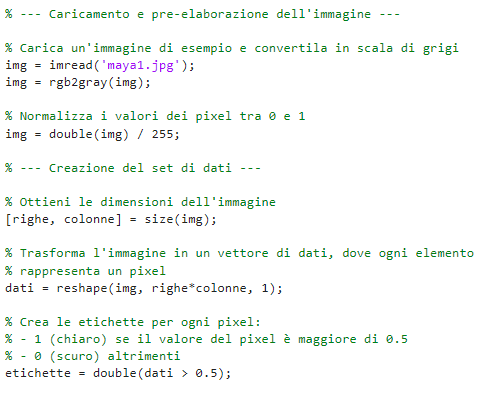 % --- Caricamento e pre-elaborazione dell'immagine ---
% Carica un'immagine di esempio e convertila in scala di grigi
img = imread('maya1.jpg');
img = rgb2gray(img);
% Normalizza i valori dei pixel tra 0 e 1
img = double(img) / 255;
% --- Creazione del set di dati ---
% Ottieni le dimensioni dell'immagine
[righe, colonne] = size(img);
% Trasforma l'immagine in un vettore di dati, dove ogni elemento
% rappresenta un pixel
dati = reshape(img, righe*colonne, 1);
% Crea le etichette per ogni pixel:
% - 1 (chiaro) se il valore del pixel è maggiore di 0.5
% - 0 (scuro) altrimenti
etichette = double(dati > 0.5);